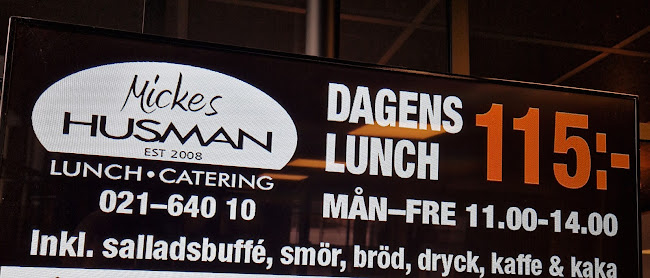 Mickes
HUSMAN
EST 2008
LUNCH • CATERING
021–640 10
DAGENS
LUNCH
115:-
MÅN–FRE 11.00-14.00
Inkl. salladsbuffé, smör, bröd, dryck, kaffe & kaka